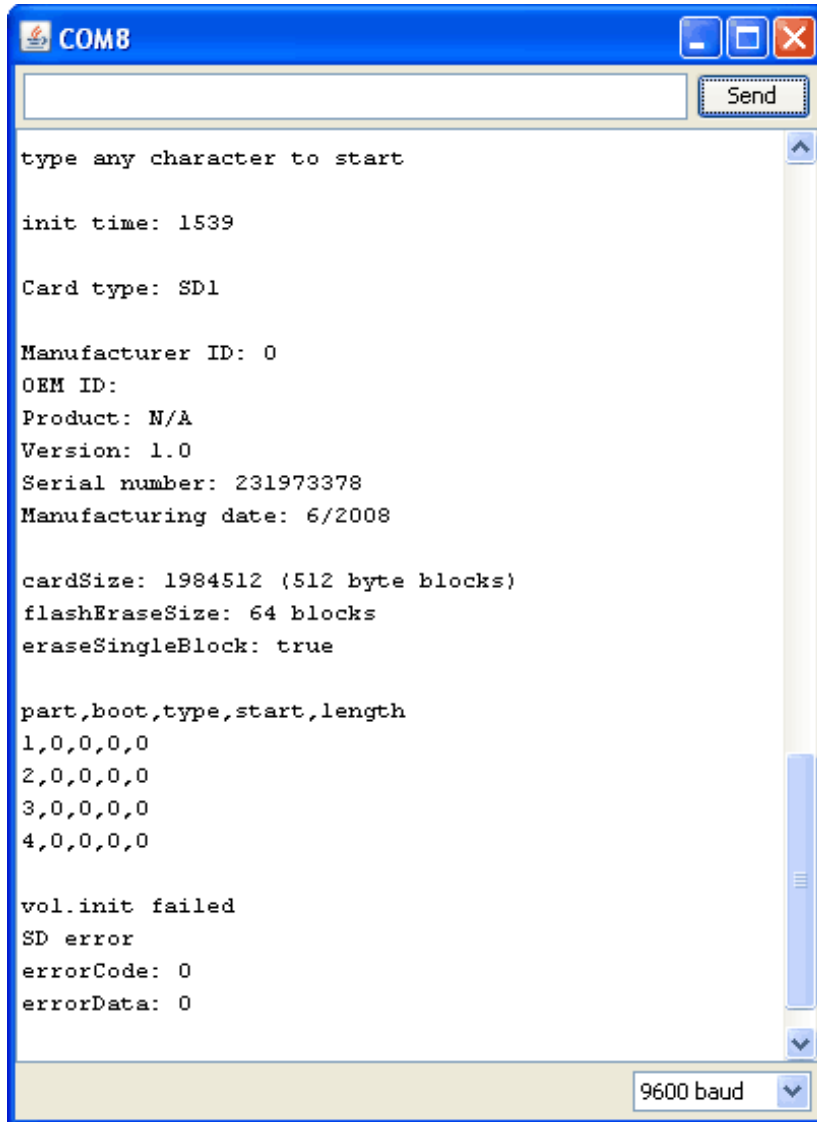 COM8
Send
type any character to start
init time: 1539
Card type: SD1
Manufacturer ID: 0
OEM ID:
Product: N/A
Version: 1.0
Serial number: 231973378
Manufacturing date: 6/2008
cardSize: 1984512 (512 byte blocks)
flashEraseSize: 64 blocks
eraseSingleBlock: true
part,boot,type,start,length
1,0,0,0,0
2,0,0,0,0
3,0,0,0,0
4,0,0,0,0
vol.init failed
SD error
errorCode: 0
errorData: 0
9600 baud